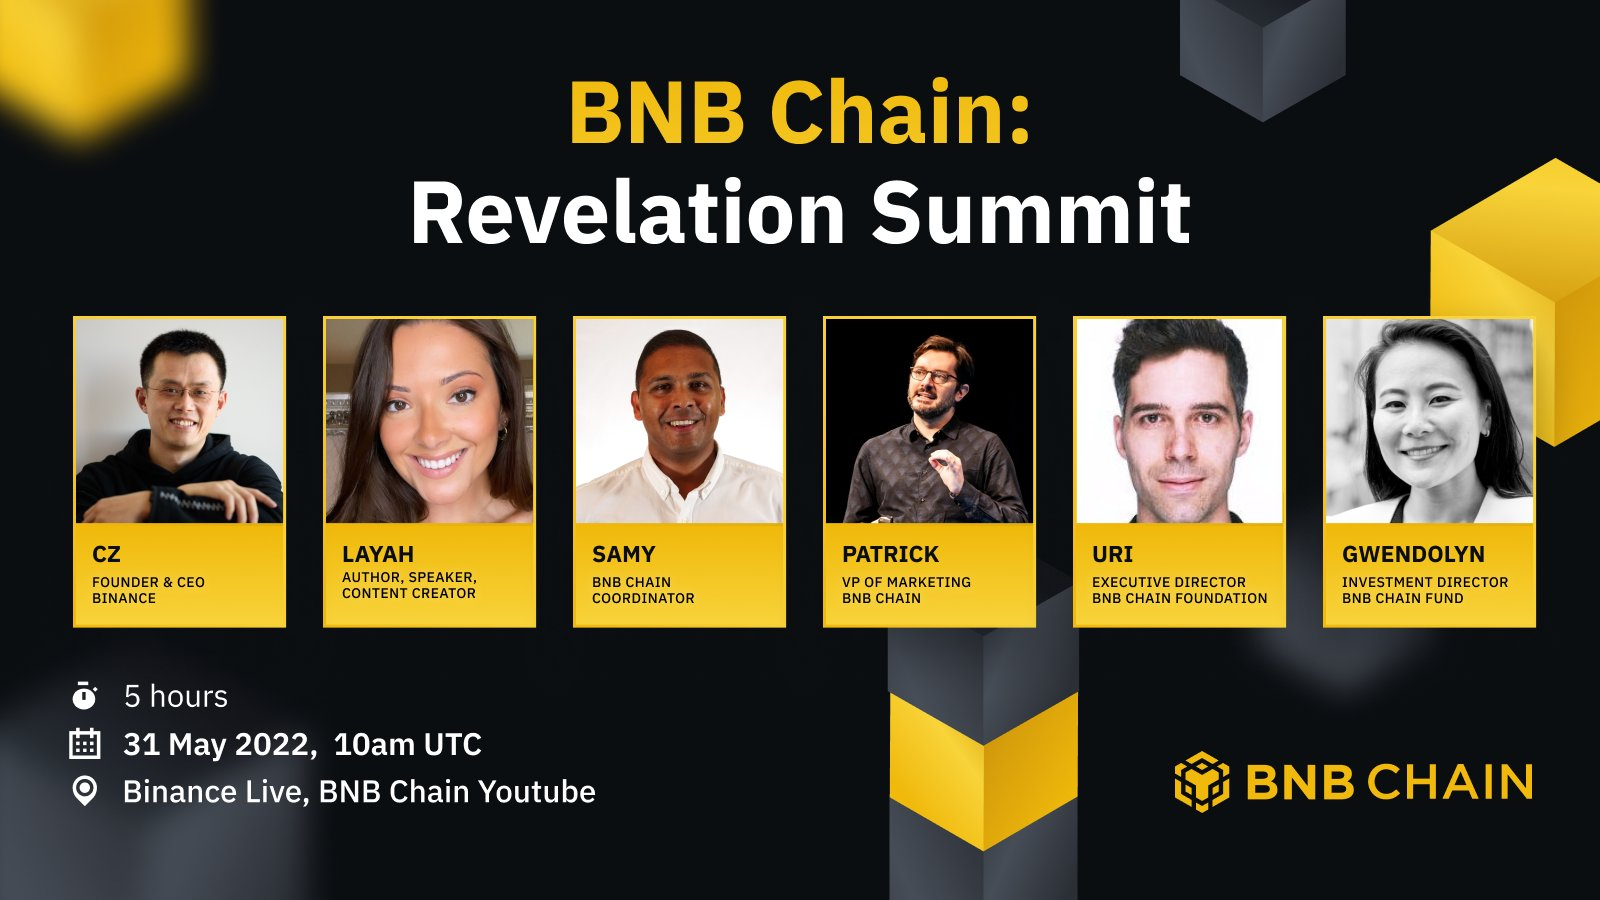 BNB Chain:
Revelation Summit
CZ
FOUNDER & CEO
BINANCE
LAYAH
AUTHOR, SPEAKER,
CONTENT CREATOR
SAMY
BNB CHAIN
COORDINATOR
PATRICK
VP OF MARKETING
BNB CHAIN
URI
EXECUTIVE DIRECTOR
BNB CHAIN FOUNDATION
GWENDOLYN
INVESTMENT DIRECTOR
BNB CHAIN FUND
5 hours
31 May 2022, 10am UTC
Binance Live, BNB Chain Youtube
BNB CHAIN